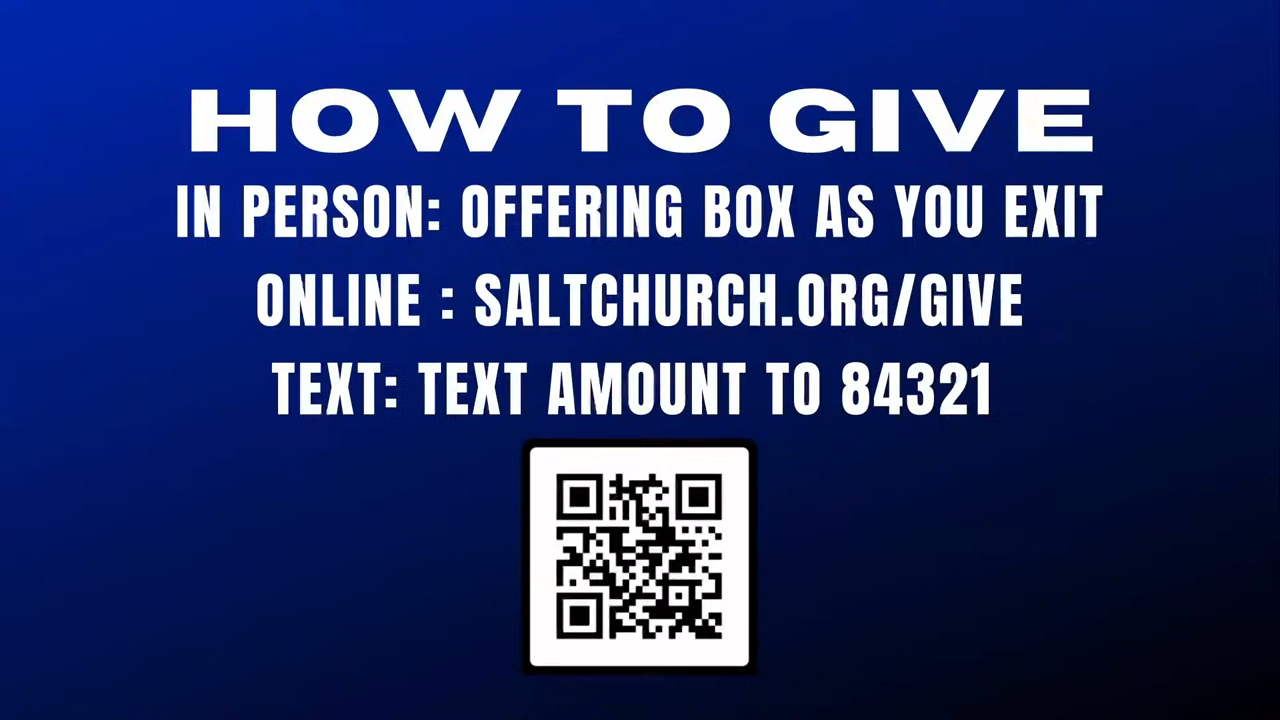 HOW TO GIVE
IN PERSON: OFFERING BOX AS YOU EXIT
ONLINE : SALTCHURCH.ORG/GIVE
TEXT: TEXT AMOUNT TO 84321